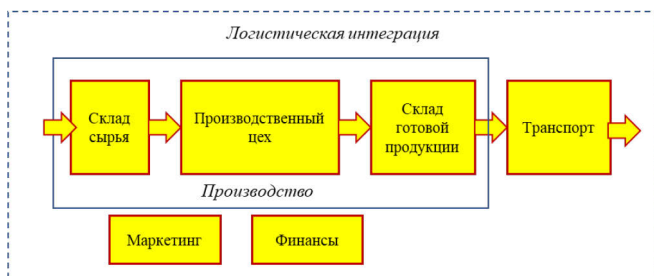 Логистическая интеграция
Склад
сырья
Производственный
цех
Склад
готовой
продукции
Транспорт
Производство
Маркетинг
Финансы